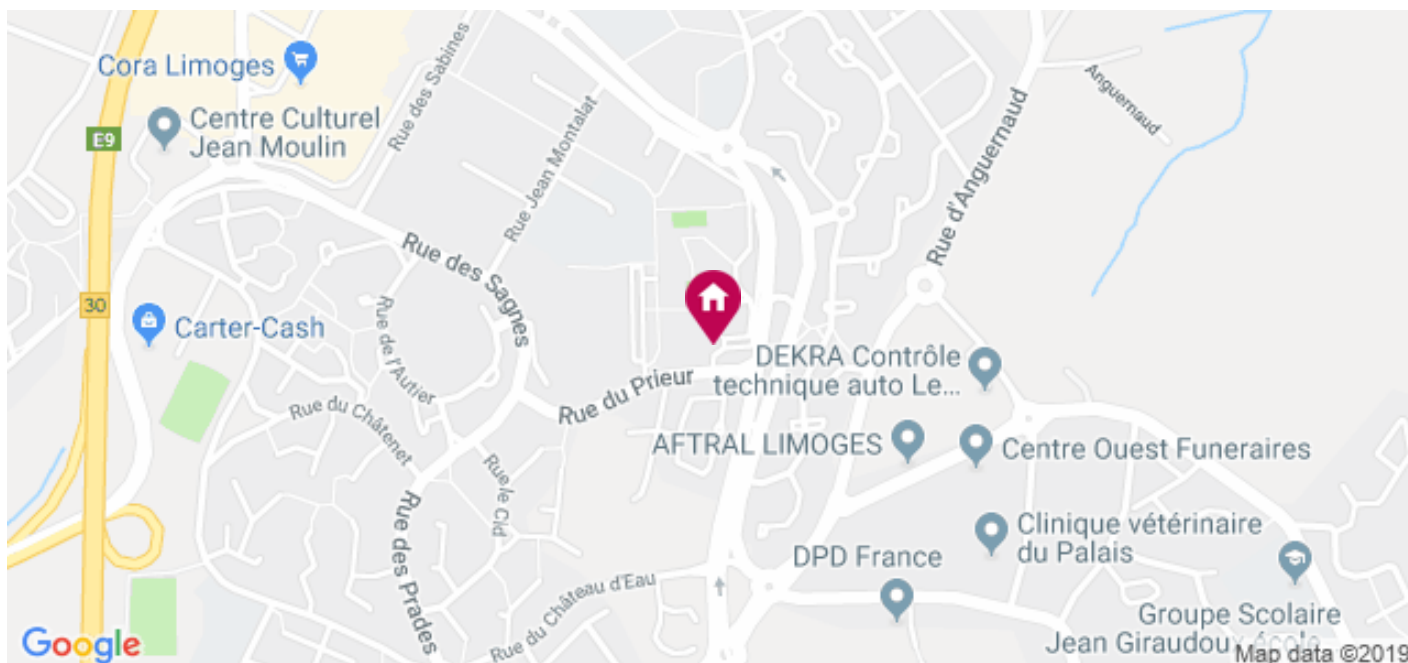 Cora Limoges
Centre Culturel
Jean Moulin
E9
Rue des Sabines
Rue Jean Montalat
Anguernaud
Rue d'Anguernaud
Rue des Sagnes
30
Carter-Cash
Rue de l'Autier
Rue du Châtenet
Rue du Prieur
DEKRA Contrôle
technique auto Le...
AFTRAL LIMOGES
Centre Ouest Funeraires
Rue le Cid
Rue des Prades
Clinique vétérinaire
du Palais
DPD France
Rue du Château d'Eau
Groupe Scolaire
Jean Giraudoux école
Google
Map data ©2019